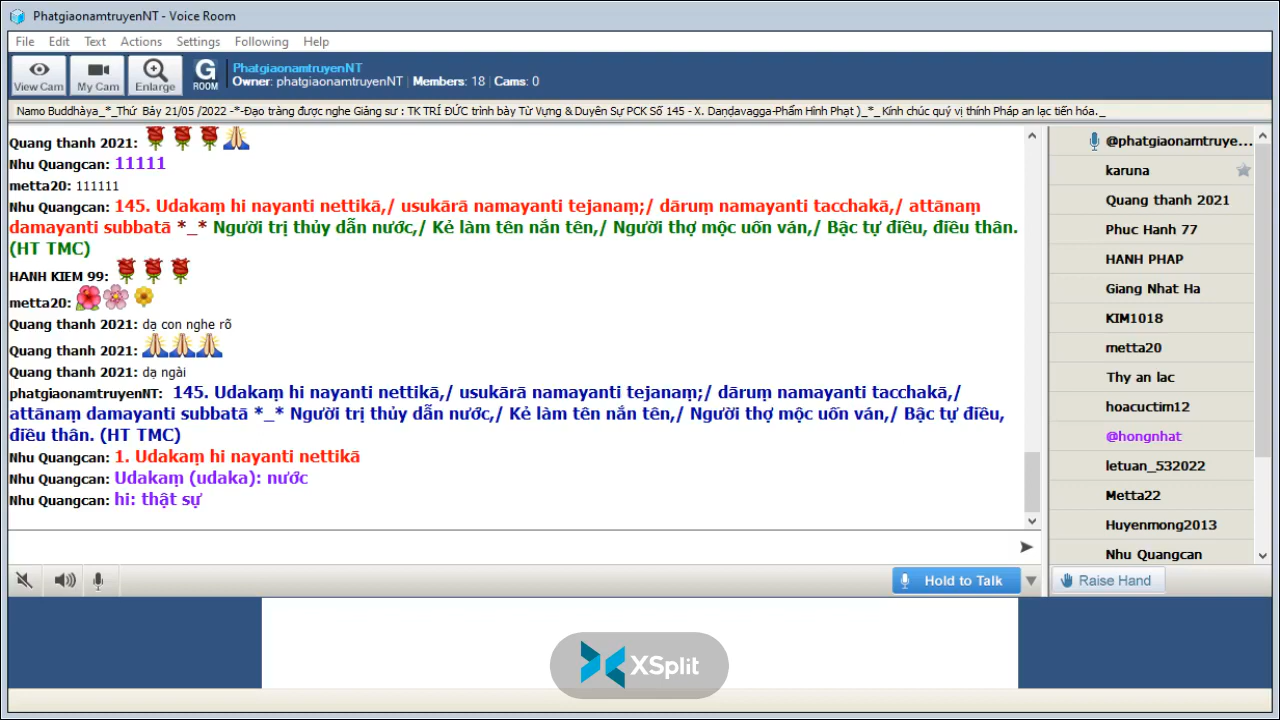 PhatgiaonamtruyenNT - Voice Room
File Edit Text Actions Settings Following Help
View Cam My Cam Enlarge G ROOM
PhatgiaonamtruyenNT
Owner: phatgiaonamtruyenNT | Members: 18 | Cams: 0
Namo Buddhàya_*_Thứ Bảy 21/05 /2022 -*-Đạo tràng được nghe Giảng sư : TK TRÍ ĐỨC trình bày Từ Vựng & Duyên Sự PCK Số 145 - X. Daṇḍavagga-Phẩm Hình Phạt )_*_ Kính chúc quý vị thính Pháp an lạc tiến hóa._
Quang thanh 2021:
Nhu Quangcan: 11111
metta20: 111111
Nhu Quangcan: 145. Udakaṃ hi nayanti nettikā,/ usukārā namayanti tejanaṃ;/ dāruṃ namayanti tacchakā,/ attānaṃ
damayanti subbatā *_* Người trị thủy dẫn nước,/ Kẻ làm tên nắn tên,/ Người thợ mộc uốn ván,/ Bậc tự điều, điều thân.
(HT TMC)
HANH KIEM 99:
metta20:
Quang thanh 2021: dạ con nghe rõ
Quang thanh 2021:
Quang thanh 2021: dạ ngài
phatgiaonamtruyenNT: 145. Udakaṃ hi nayanti nettikā,/ usukārā namayanti tejanaṃ;/ dāruṃ namayanti tacchakā,/
attānaṃ damayanti subbatā *_* Người trị thủy dẫn nước,/ Kẻ làm tên nắn tên,/ Người thợ mộc uốn ván,/ Bậc tự điều,
điều thân. (HT TMC)
Nhu Quangcan: 1. Udakaṃ hi nayanti nettikā
Nhu Quangcan: Udakaṃ (udaka): nước
Nhu Quangcan: hi: thật sự
@phatgiaonamtruye...
karuna
Quang thanh 2021
Phuc Hanh 77
HANH PHAP
Giang Nhat Ha
KIM1018
metta20
Thy an lac
hoacuctim12
@hongnhat
letuan_532022
Metta22
Huyenmong2013
Nhu Quangcan
Hold to Talk
Raise Hand
XSplit